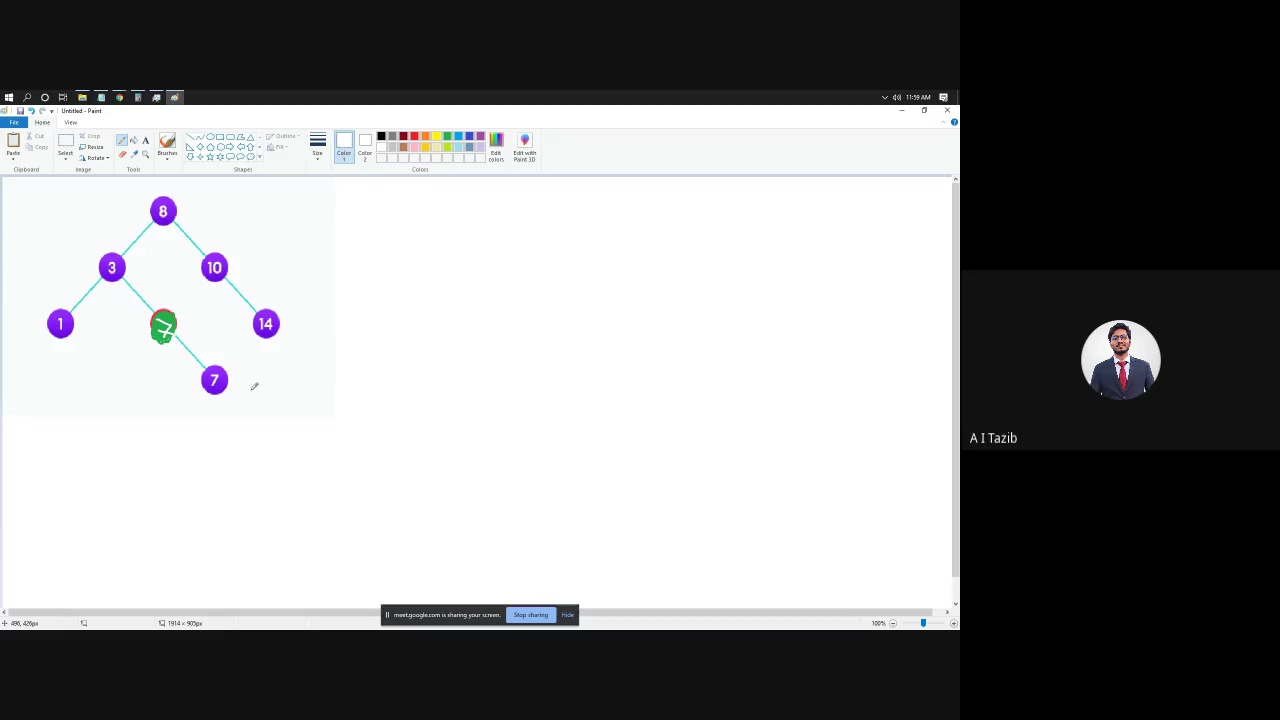 11:59 AM
Untitled - Paint
File Home View
Paste
Cut
Copy
Clipboard
Select
Crop
Resize
Rotate
Image
A
Tools
Brushes
Shapes
Outline
Fill
Size
Color 1
Color 2
Edit colors
Edit with Paint 3D
Colors
8
3 10
1 7 14
7
A I Tazib
meet.google.com is sharing your screen. Stop sharing Hide
496, 426px 1914 × 905px 100%